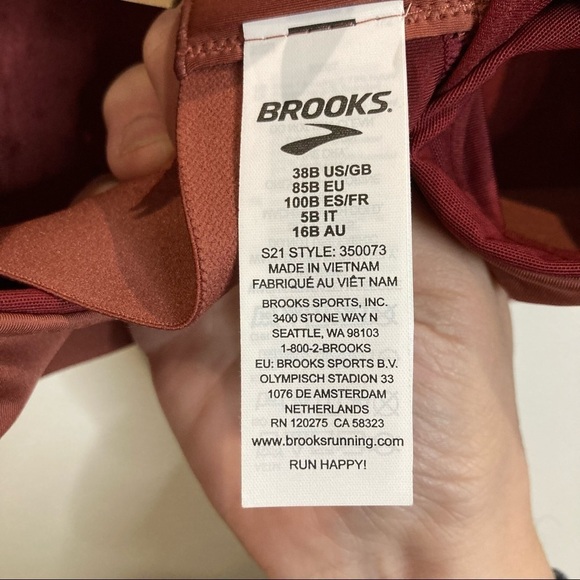 BROOKS®
38B US/GB
85B EU
100B ES/FR
5B IT
16B AU
S21 STYLE: 350073
MADE IN VIETNAM
FABRIQUÉ AU VIÊT NAM
BROOKS SPORTS, INC.
3400 STONE WAY N
SEATTLE, WA 98103
1-800-2-BROOKS
EU: BROOKS SPORTS B.V.
OLYMPISCH STADION 33
1076 DE AMSTERDAM
NETHERLANDS
RN 120275 CA 58323
www.brooksrunning.com
RUN HAPPY!